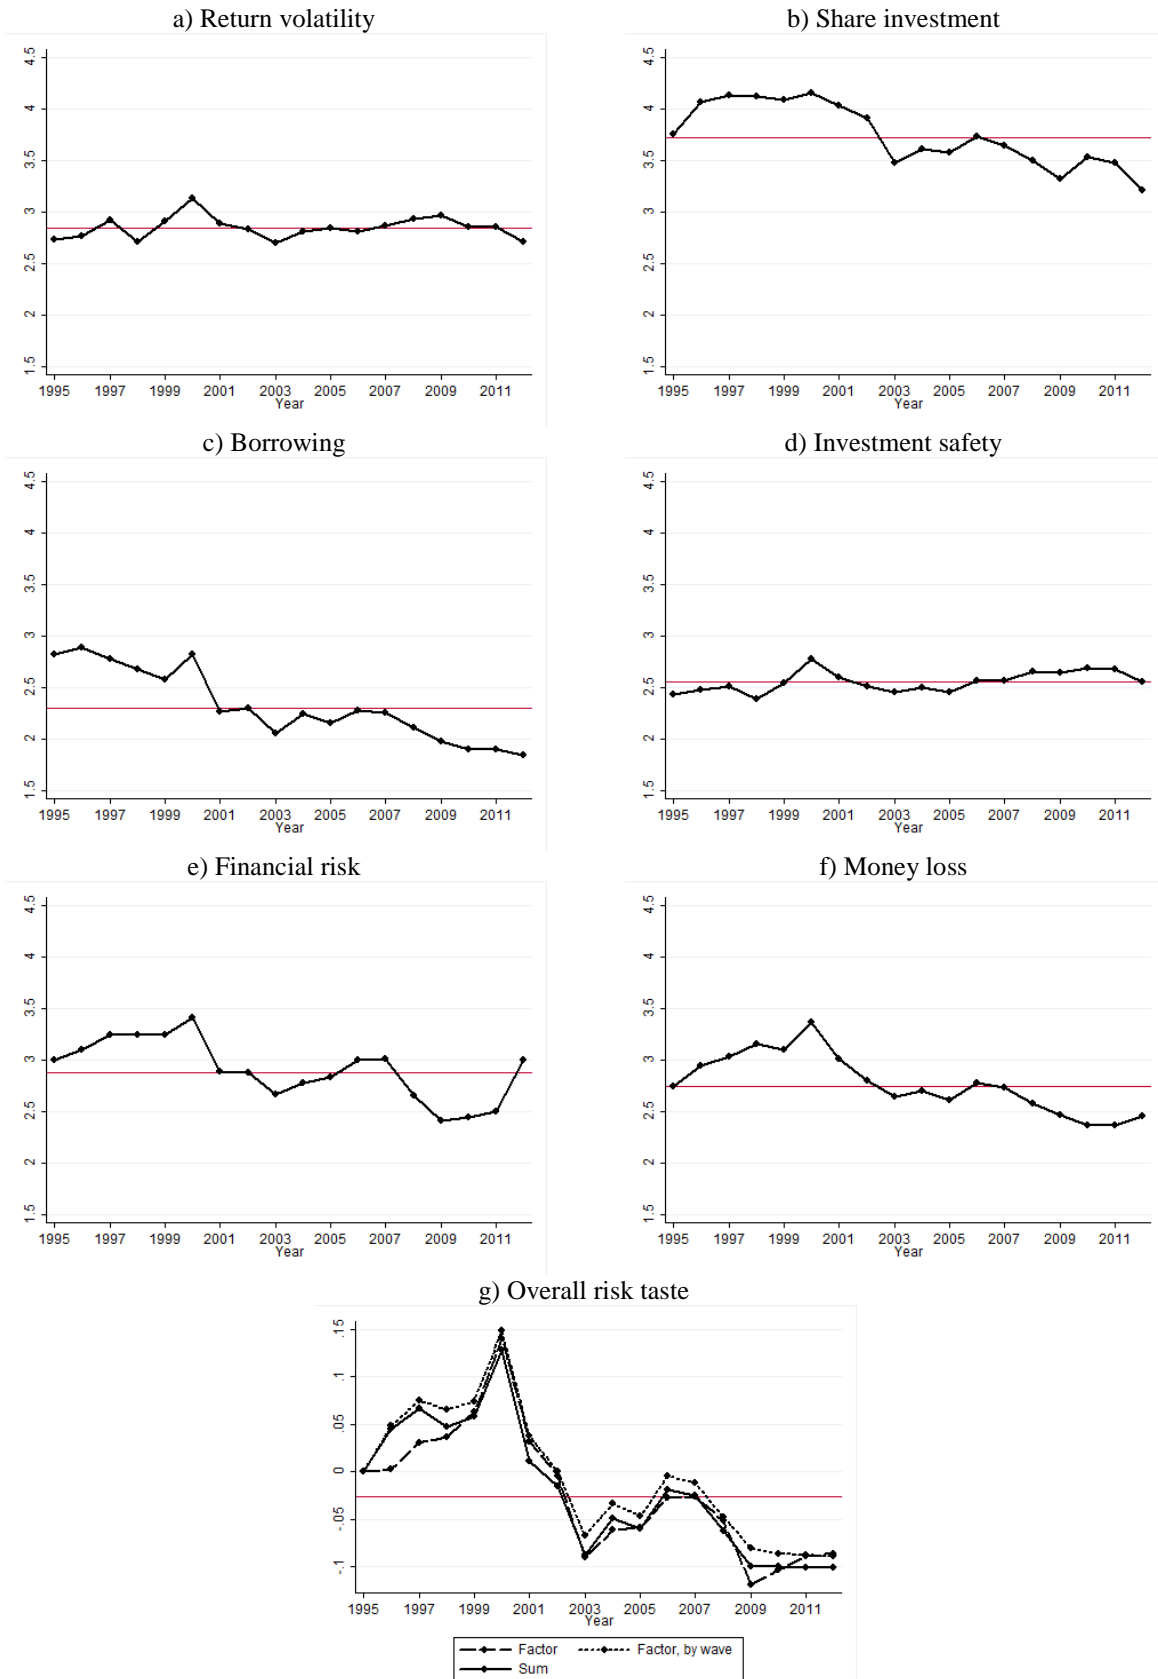 a) Return volatility
4.5
4
3.5
3
2.5
2
1.5
1995 1997 1999 2001 2003 2005 2007 2009 2011
Year
b) Share investment
4.5
4
3.5
3
2.5
2
1.5
1995 1997 1999 2001 2003 2005 2007 2009 2011
Year
c) Borrowing
4.5
4
3.5
3
2.5
2
1.5
1995 1997 1999 2001 2003 2005 2007 2009 2011
Year
d) Investment safety
4.5
4
3.5
3
2.5
2
1.5
1995 1997 1999 2001 2003 2005 2007 2009 2011
Year
e) Financial risk
4.5
4
3.5
3
2.5
2
1.5
1995 1997 1999 2001 2003 2005 2007 2009 2011
Year
f) Money loss
4.5
4
3.5
3
2.5
2
1.5
1995 1997 1999 2001 2003 2005 2007 2009 2011
Year
g) Overall risk taste
.15
.1
.05
0
-.05
-.1
1995 1997 1999 2001 2003 2005 2007 2009 2011
Year
Factor Factor, by wave
Sum